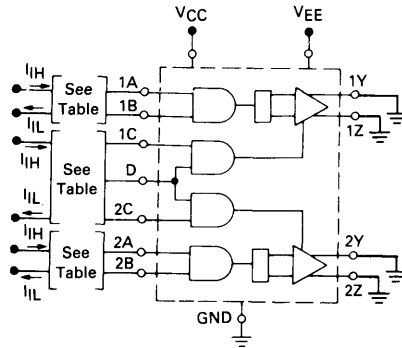 VCC VEE
IIH
See Table
1A
1B
1Y
1Z
IIL
IIH
See Table
1C
D
2C
IIL
IIH
See Table
2A
2B
2Y
2Z
IIL
GND